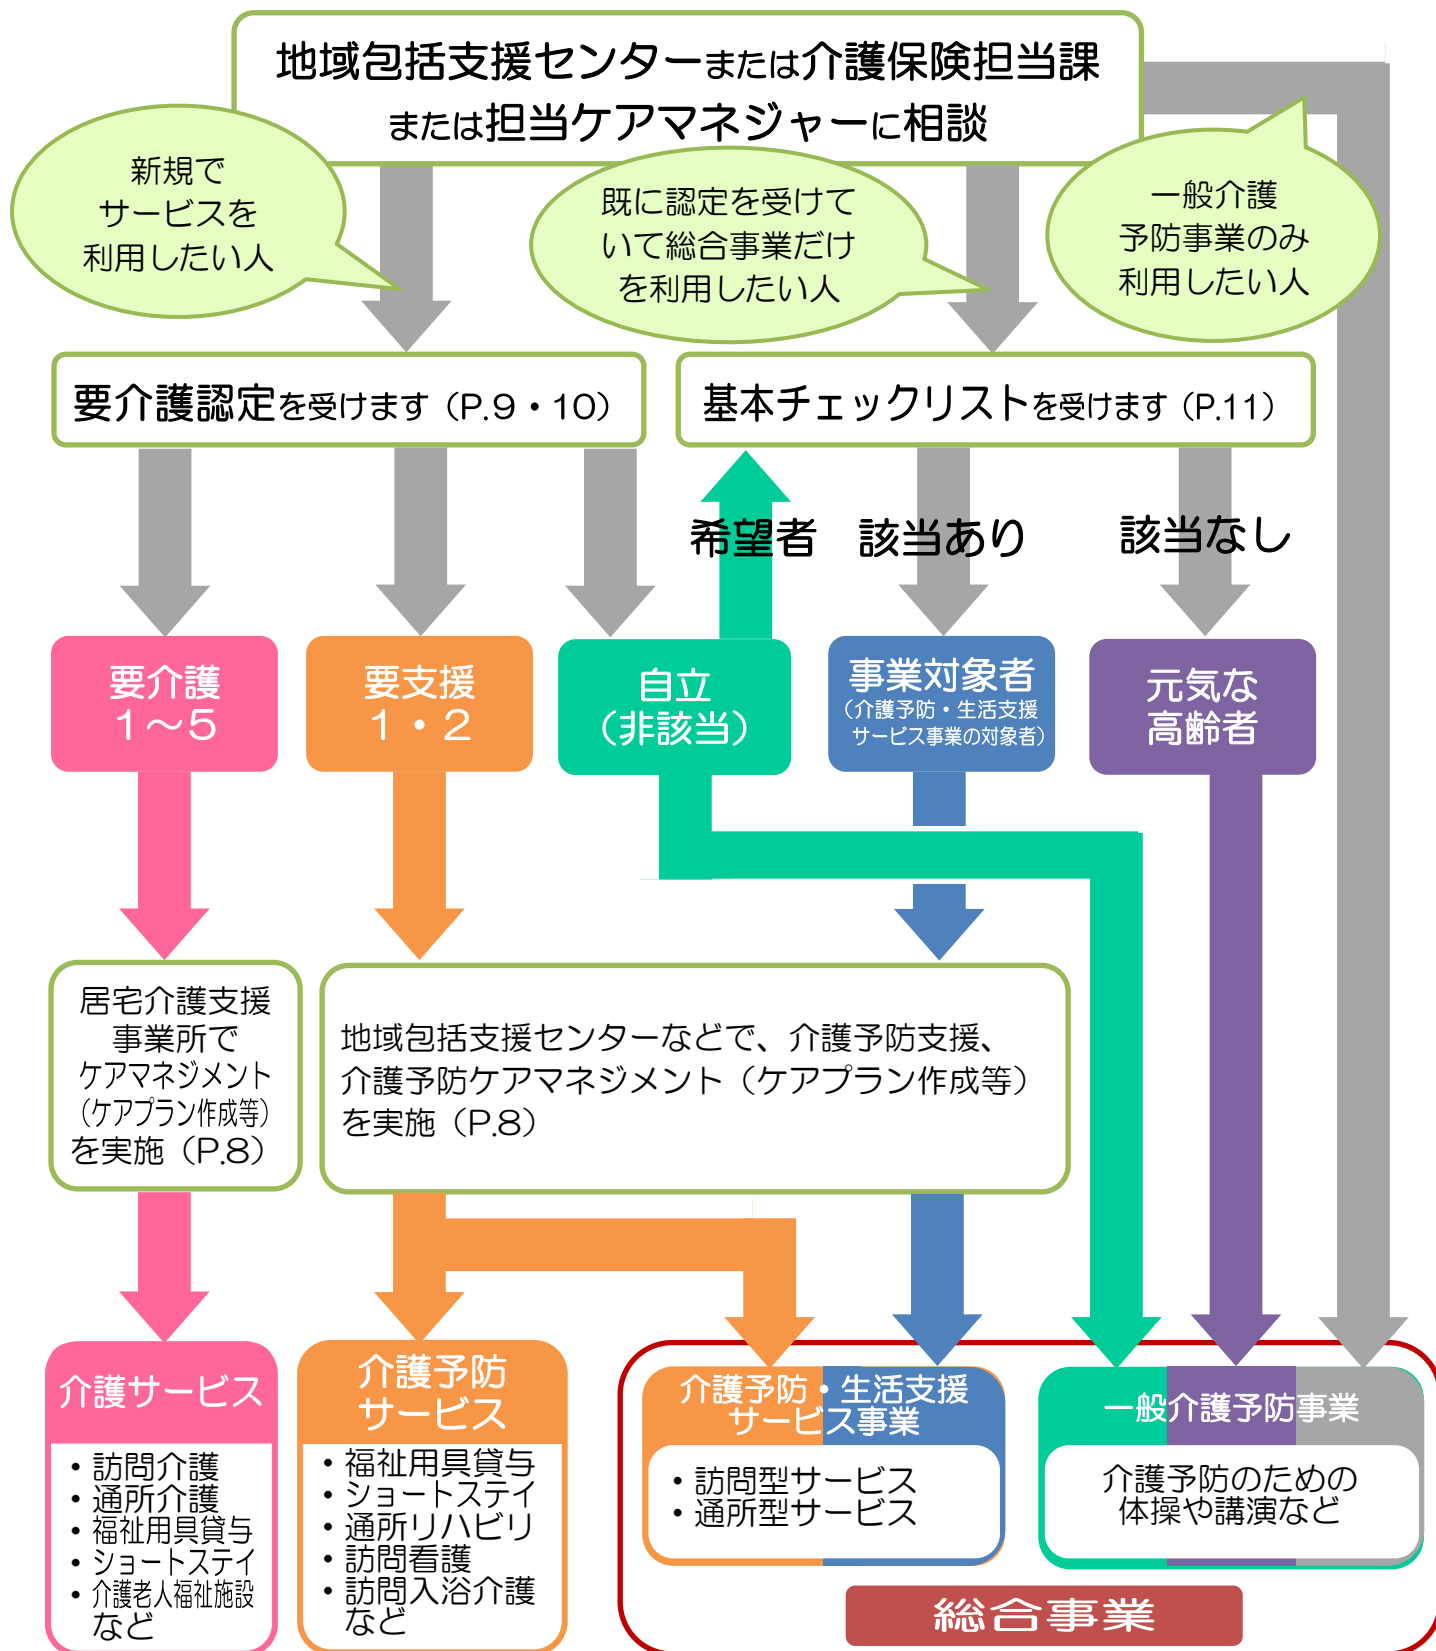 地域包括支援センターまたは介護保険担当課
または担当ケアマネジャーに相談
新規で
サービスを
利用したい人
既に認定を受けて
いて総合事業だけ
を利用したい人
一般介護
予防事業のみ
利用したい人
要介護認定を受けます（P.9・10）
基本チェックリストを受けます（P.11）
希望者
該当あり
該当なし
要介護
1～5
要支援
1・2
自立
（非該当）
事業対象者
（介護予防・生活支援
サービス事業の対象者）
元気な
高齢者
居宅介護支援
事業所で
ケアマネジメント
（ケアプラン作成等）
を実施（P.8）
地域包括支援センターなどで、介護予防支援、
介護予防ケアマネジメント（ケアプラン作成等）
を実施（P.8）
介護サービス
・訪問介護
・通所介護
・福祉用具貸与
・ショートステイ
・介護老人福祉施設
など
介護予防
サービス
・福祉用具貸与
・ショートステイ
・通所リハビリ
・訪問看護
・訪問入浴介護
など
介護予防・生活支援
サービス事業
・訪問型サービス
・通所型サービス
一般介護予防事業
介護予防のための
体操や講演など
総合事業